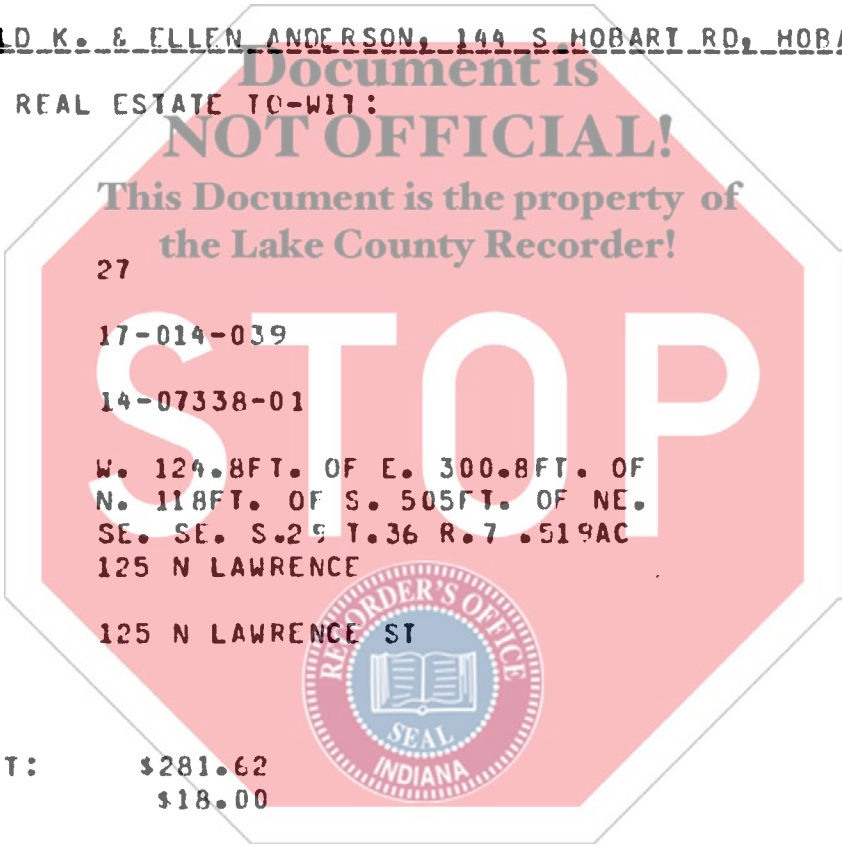 LD K. & ELLEN ANDERSON, 144 S HOBART RD, HOBA
Document is
REAL ESTATE TO-WIT:
NOT OFFICIAL!
This Document is the property of
the Lake County Recorder!
27
17-014-039
STOP
14-07338-01
W. 124.8FT. OF E. 300.8FT. OF
N. 118FT. OF S. 505FT. OF NE.
SE. SE. S.29 T.36 R.7 .519AC
125 N LAWRENCE
125 N LAWRENCE ST
RECORDER'S OFFICE
SEAL
INDIANA
T: $281.62
$18.00